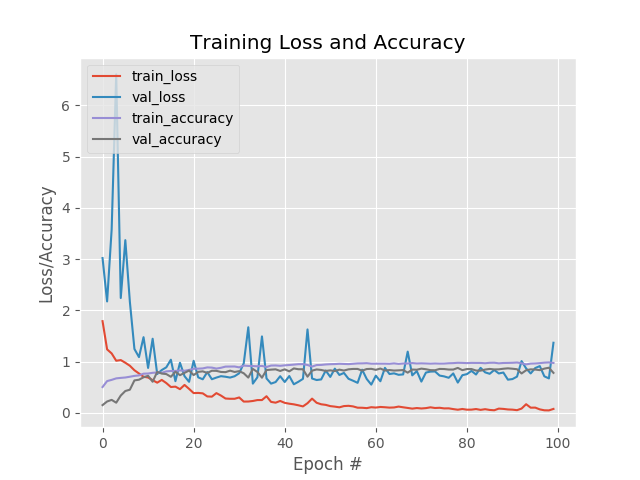 Training Loss and Accuracy
train_loss
val_loss
train_accuracy
val_accuracy
Loss/Accuracy
6
5
4
3
2
1
0
0 20 40 60 80 100
Epoch #